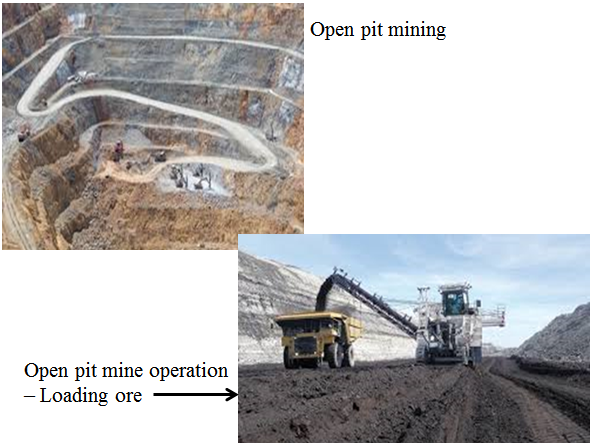 Open pit mining
Open pit mine operation
– Loading ore